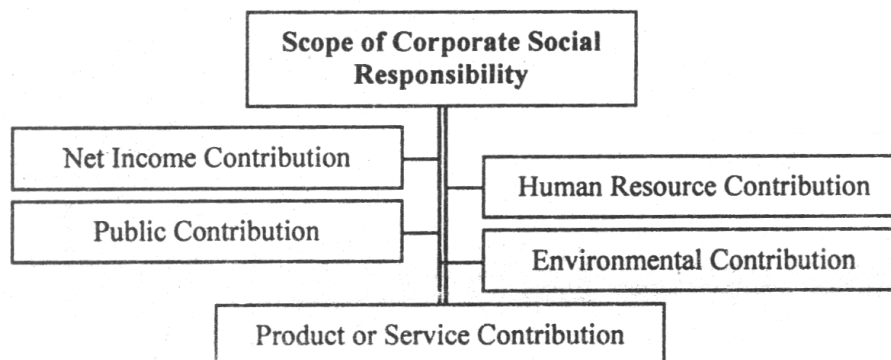 Scope of Corporate Social
Responsibility
Net Income Contribution
Human Resource Contribution
Public Contribution
Environmental Contribution
Product or Service Contribution